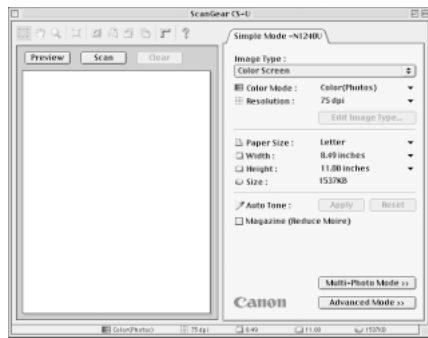 ScanGear CS-U
Simple Mode -N1240U
Preview Scan Clear
Image Type :
Color Screen
Color Mode : Color(Photos)
Resolution : 75 dpi
Edit Image Type...
Paper Size : Letter
Width : 8.49 inches
Height : 11.00 inches
Size : 1537KB
Auto Tone : Apply Reset
Magazine (Reduce Moire)
Multi-Photo Mode >>
Canon Advanced Mode >>
Color(Photos) 75 dpi 8.49 11.00 1537KB